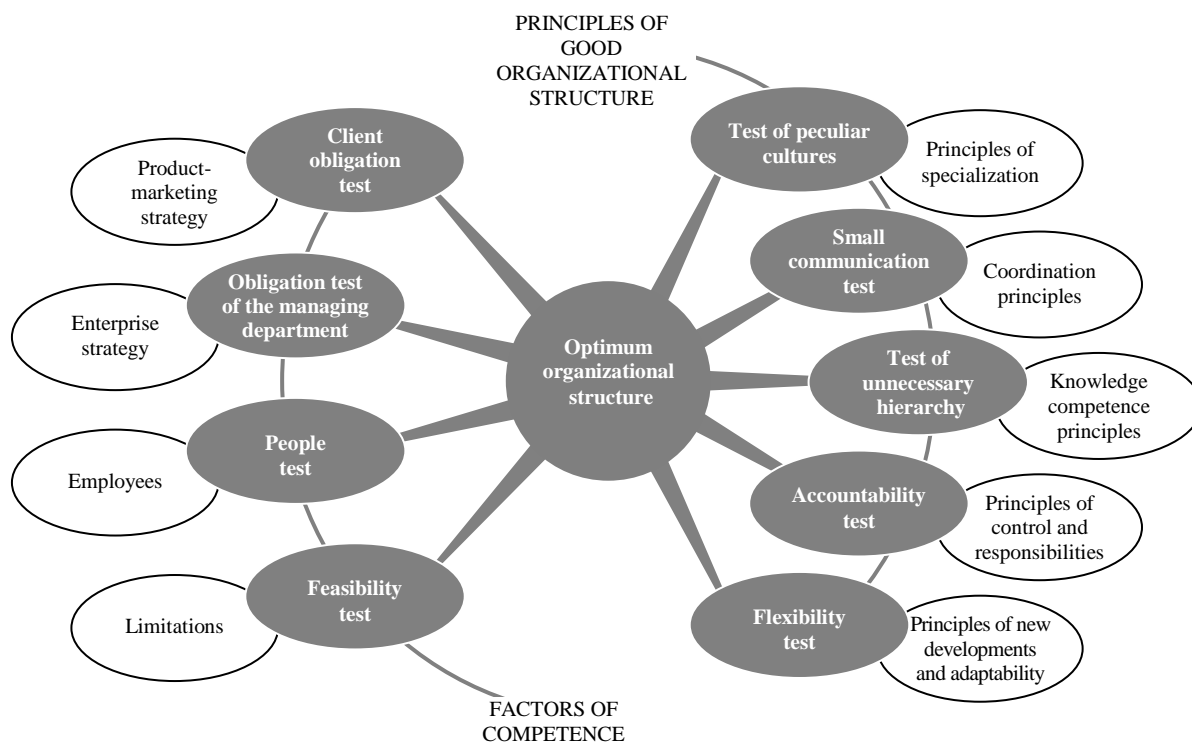 PRINCIPLES OF
GOOD
ORGANIZATIONAL
STRUCTURE
Client
obligation
test
Product-
marketing
strategy
Obligation test
of the managing
department
Enterprise
strategy
People
test
Employees
Feasibility
test
Limitations
FACTORS OF
COMPETENCE
Optimum
organizational
structure
Test of peculiar
cultures
Principles of
specialization
Small
communication
test
Coordination
principles
Test of
unnecessary
hierarchy
Knowledge
competence
principles
Accountability
test
Principles of
control and
responsibilities
Flexibility
test
Principles of new
developments
and adaptability